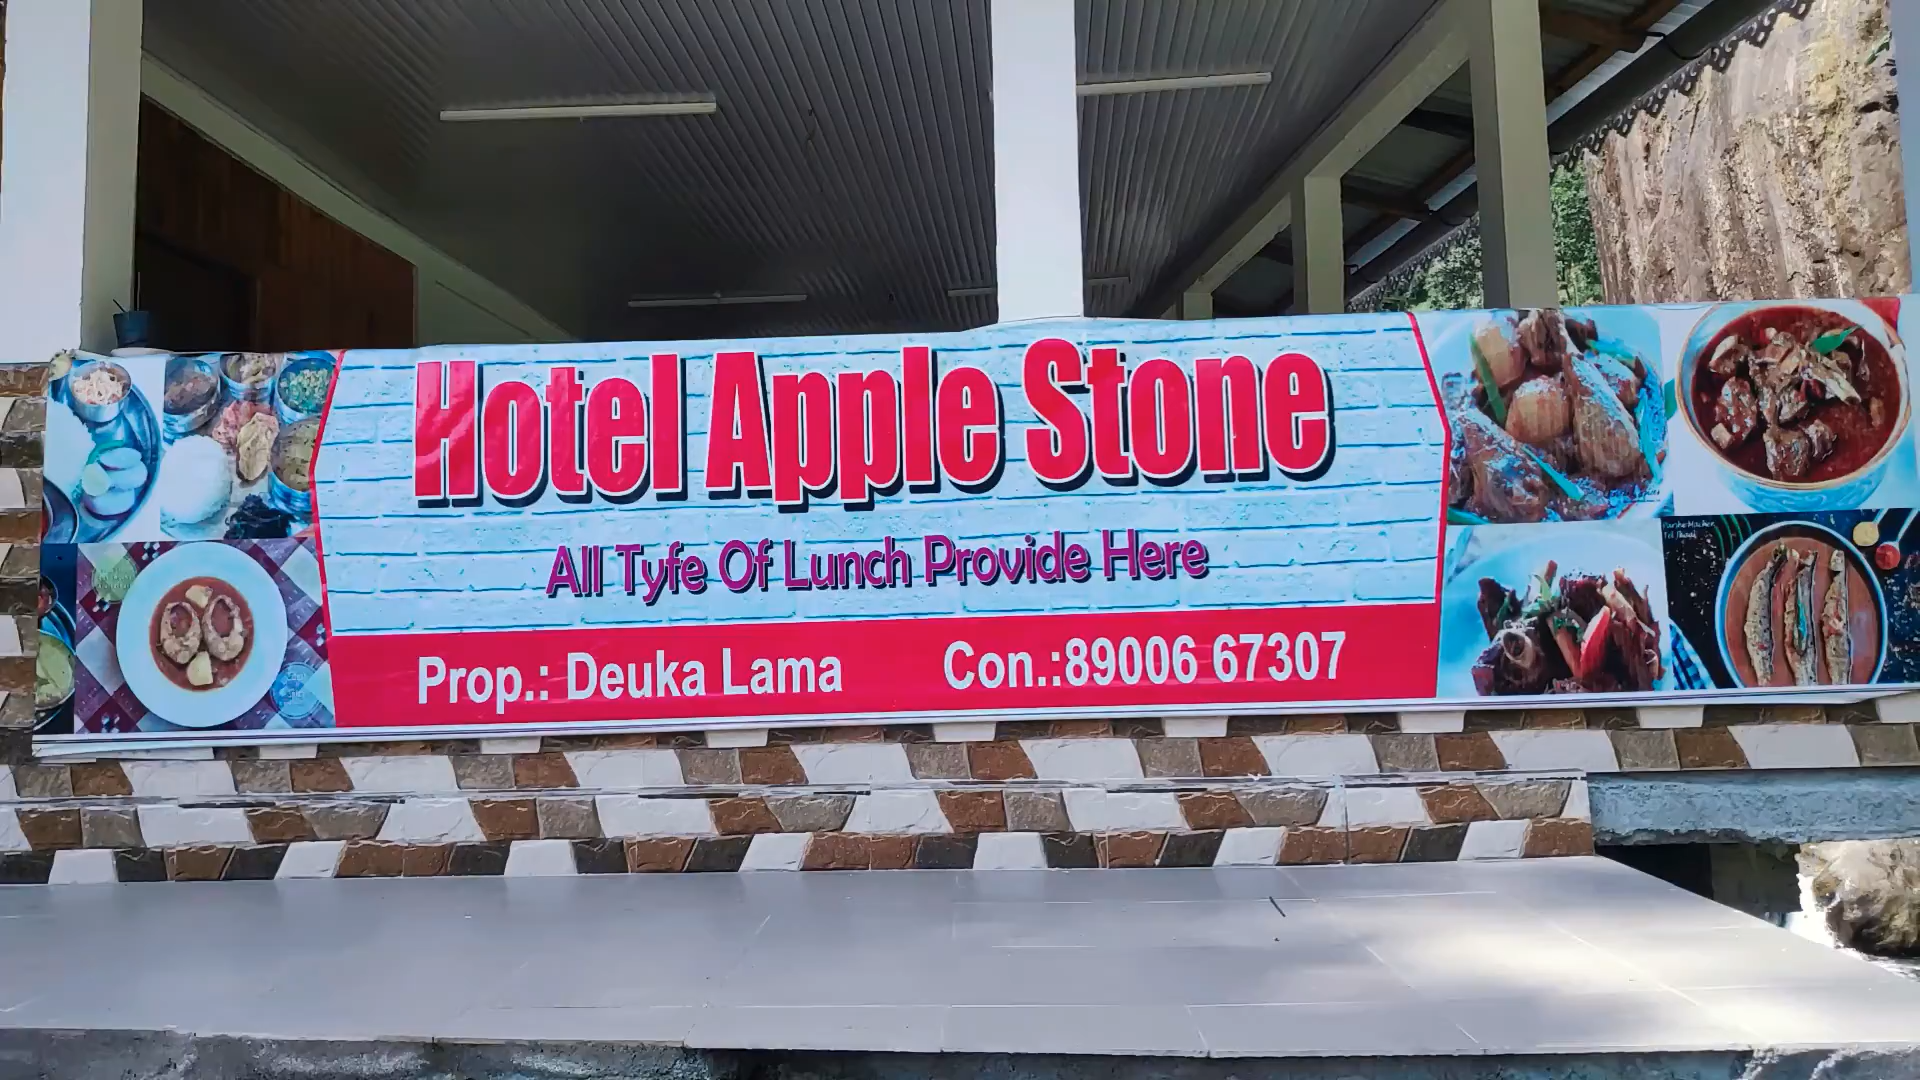 Hotel Apple Stone
All Tyfe Of Lunch Provide Here
Prop.: Deuka Lama
Con.:89006 67307